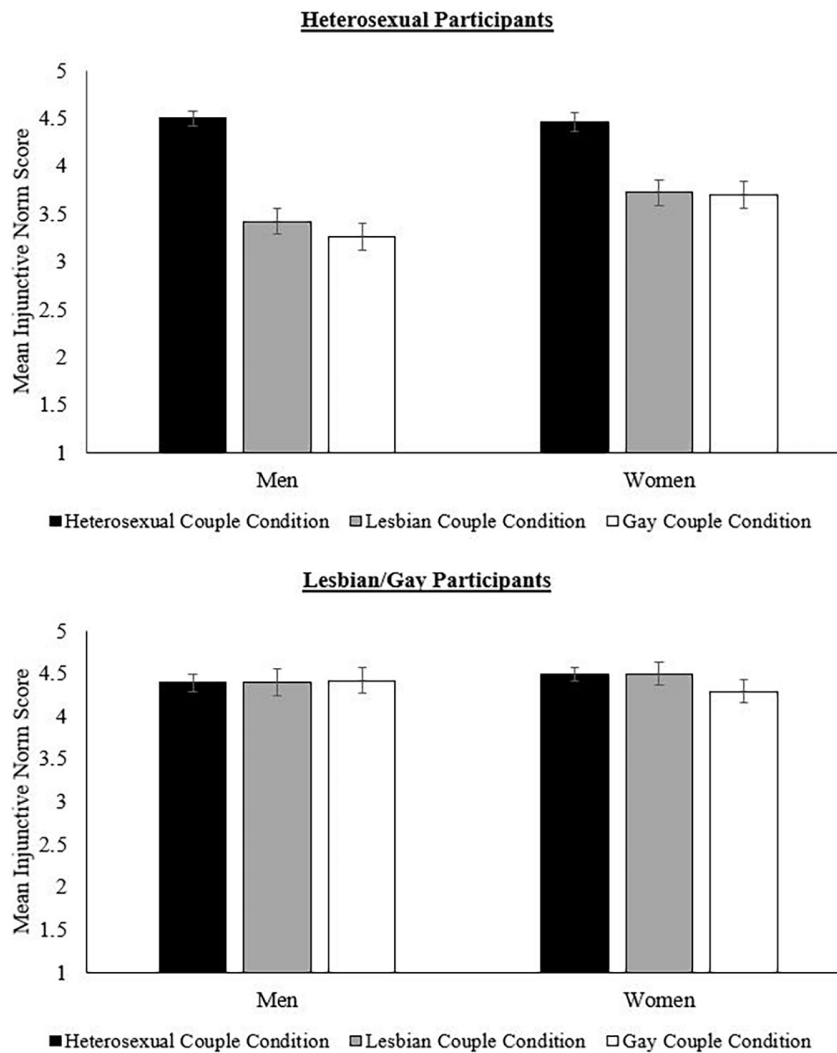 Heterosexual Participants
Mean Injunctive Norm Score
5
4.5
4
3.5
3
2.5
2
1.5
1
Men
Women
Heterosexual Couple Condition Lesbian Couple Condition Gay Couple Condition
Lesbian/Gay Participants
Mean Injunctive Norm Score
5
4.5
4
3.5
3
2.5
2
1.5
1
Men
Women
Heterosexual Couple Condition Lesbian Couple Condition Gay Couple Condition